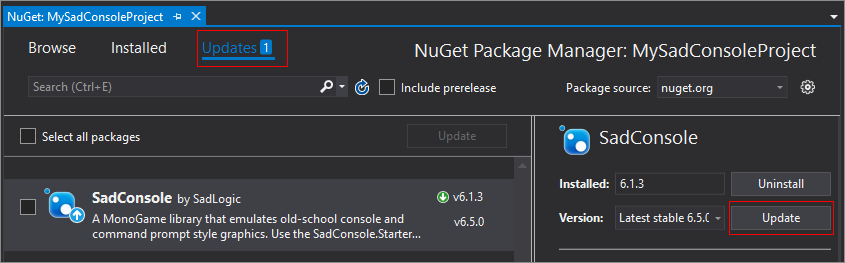 NuGet: MySadConsoleProject
Browse Installed Updates 1 NuGet Package Manager: MySadConsoleProject
Search (Ctrl+E) Include prerelease Package source: nuget.org
Select all packages Update
SadConsole
SadConsole by SadLogic v6.1.3
A MonoGame library that emulates old-school console and v6.5.0
command prompt style graphics. Use the SadConsole.Starter...
Installed: 6.1.3 Uninstall
Version: Latest stable 6.5.0 Update